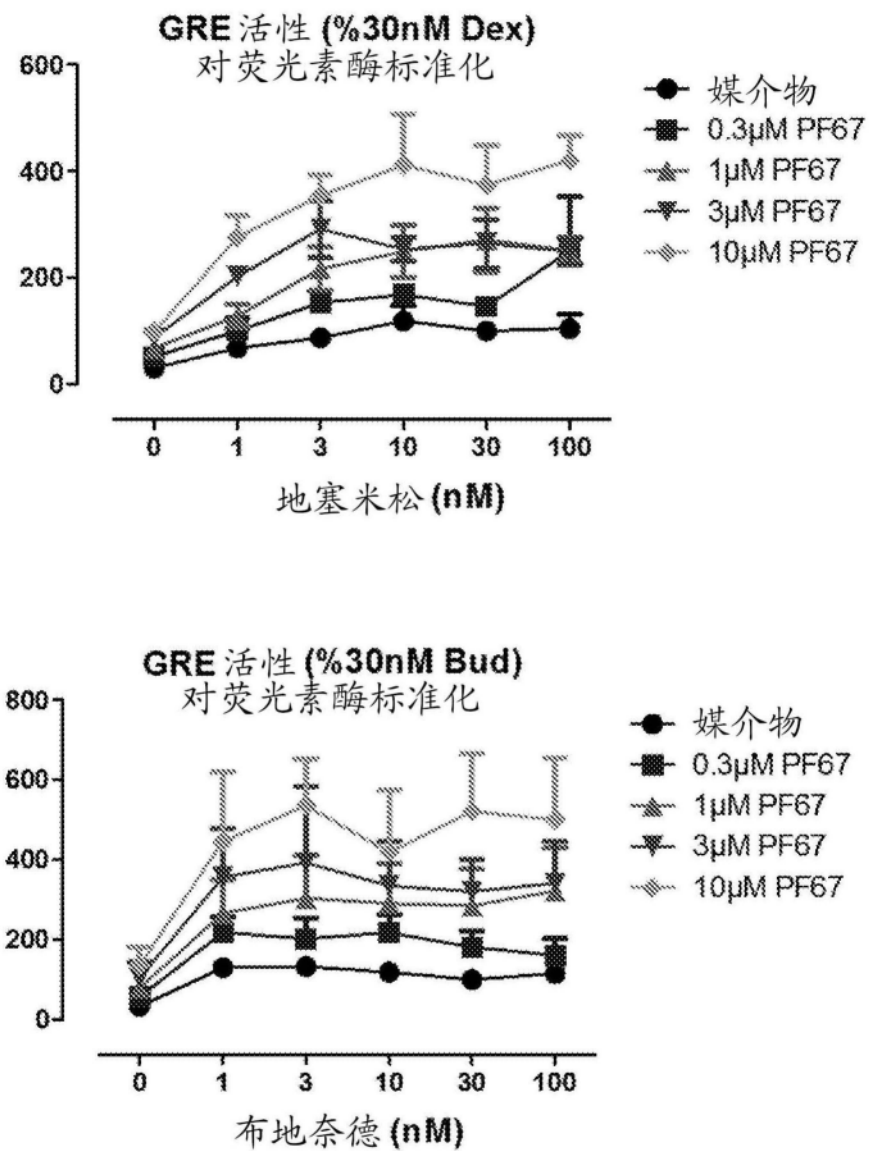 GRE 活性 (%30nM Dex)
对荧光素酶标准化
600
400
200
0
0 1 3 10 30 100
地塞米松 (nM)
媒介物
0.3µM PF67
1µM PF67
3µM PF67
10µM PF67
GRE 活性 (%30nM Bud)
对荧光素酶标准化
800
600
400
200
0
0 1 3 10 30 100
布地奈德 (nM)
媒介物
0.3µM PF67
1µM PF67
3µM PF67
10µM PF67